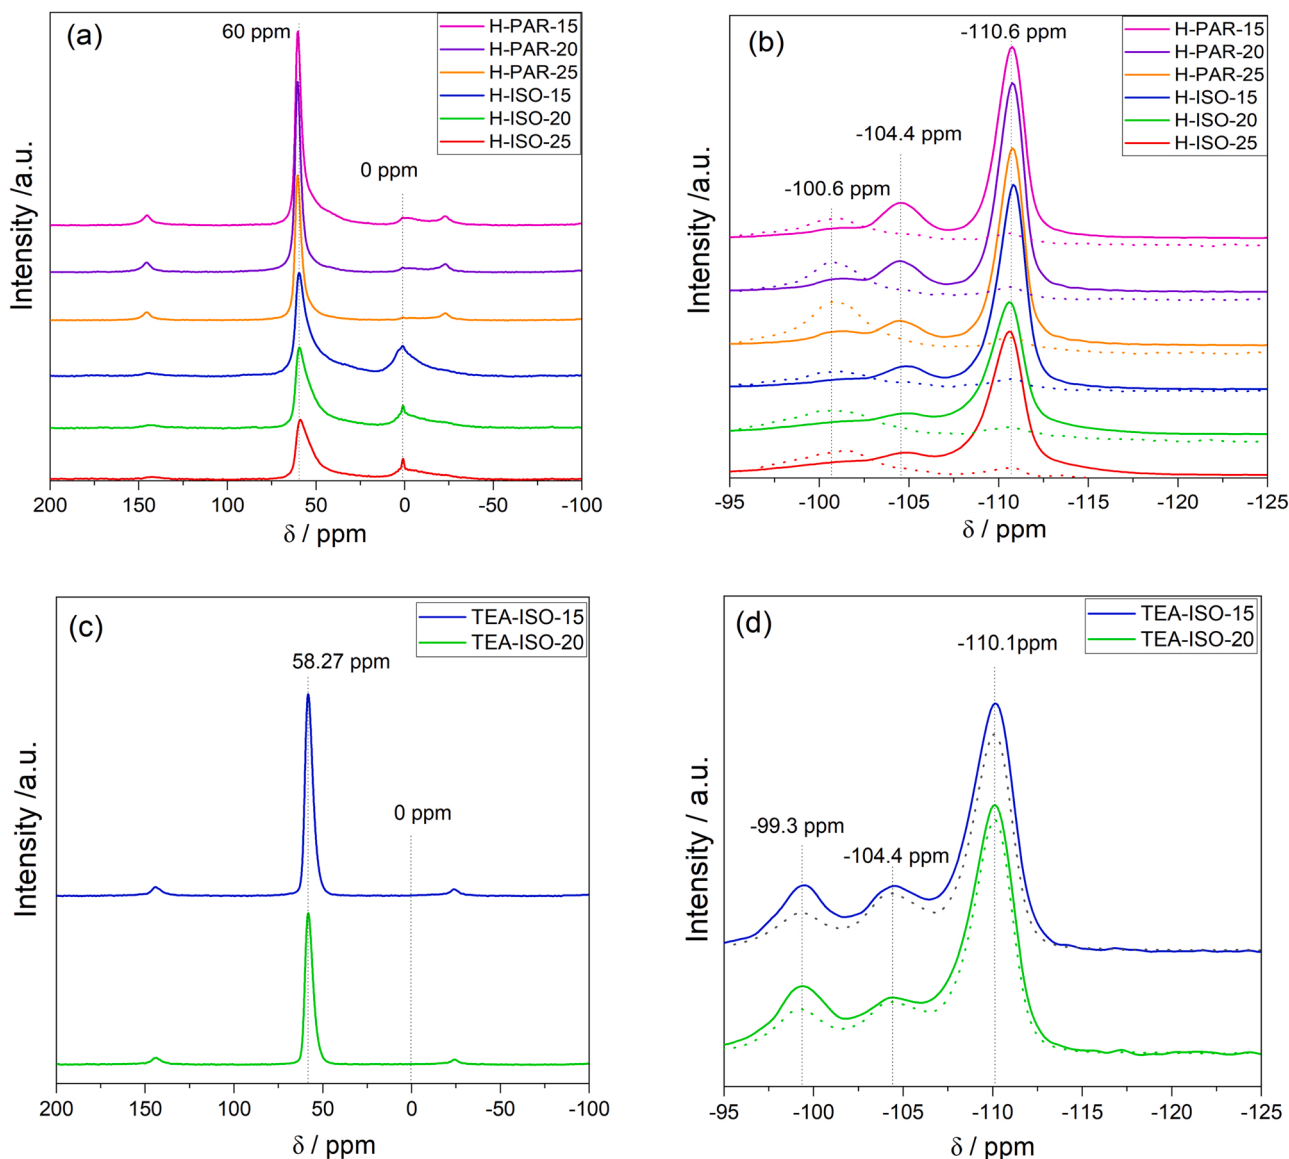 (a)
60 ppm
0 ppm
H-PAR-15
H-PAR-20
H-PAR-25
H-ISO-15
H-ISO-20
H-ISO-25
Intensity /a.u.
200
150
100
50
0
-50
-100
δ / ppm
(b)
-110.6 ppm
-104.4 ppm
-100.6 ppm
H-PAR-15
H-PAR-20
H-PAR-25
H-ISO-15
H-ISO-20
H-ISO-25
Intensity /a.u.
-95
-100
-105
-110
-115
-120
-125
δ / ppm
(c)
58.27 ppm
0 ppm
TEA-ISO-15
TEA-ISO-20
Intensity /a.u.
200
150
100
50
0
-50
-100
δ / ppm
(d)
-110.1ppm
-99.3 ppm
-104.4 ppm
TEA-ISO-15
TEA-ISO-20
Intensity / a.u.
-95
-100
-105
-110
-115
-120
-125
δ / ppm